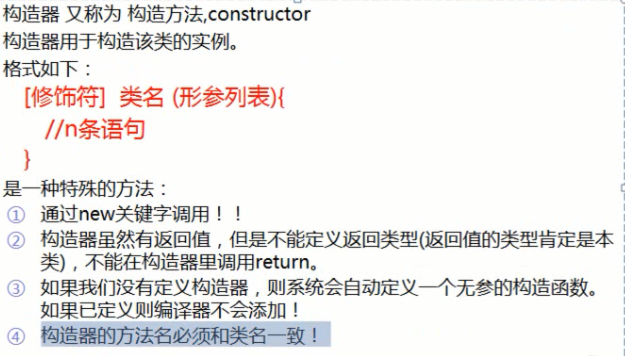 构造器 又称为 构造方法,constructor
构造器用于构造该类的实例。
格式如下：
[修饰符] 类名 (形参列表){
//n条语句
}
是一种特殊的方法：
① 通过new关键字调用！！
② 构造器虽然有返回值，但是不能定义返回类型(返回值的类型肯定是本
类)，不能在构造器里调用return。
③ 如果我们没有定义构造器，则系统会自动定义一个无参的构造函数。
如果已定义则编译器不会添加！
④ 构造器的方法名必须和类名一致！